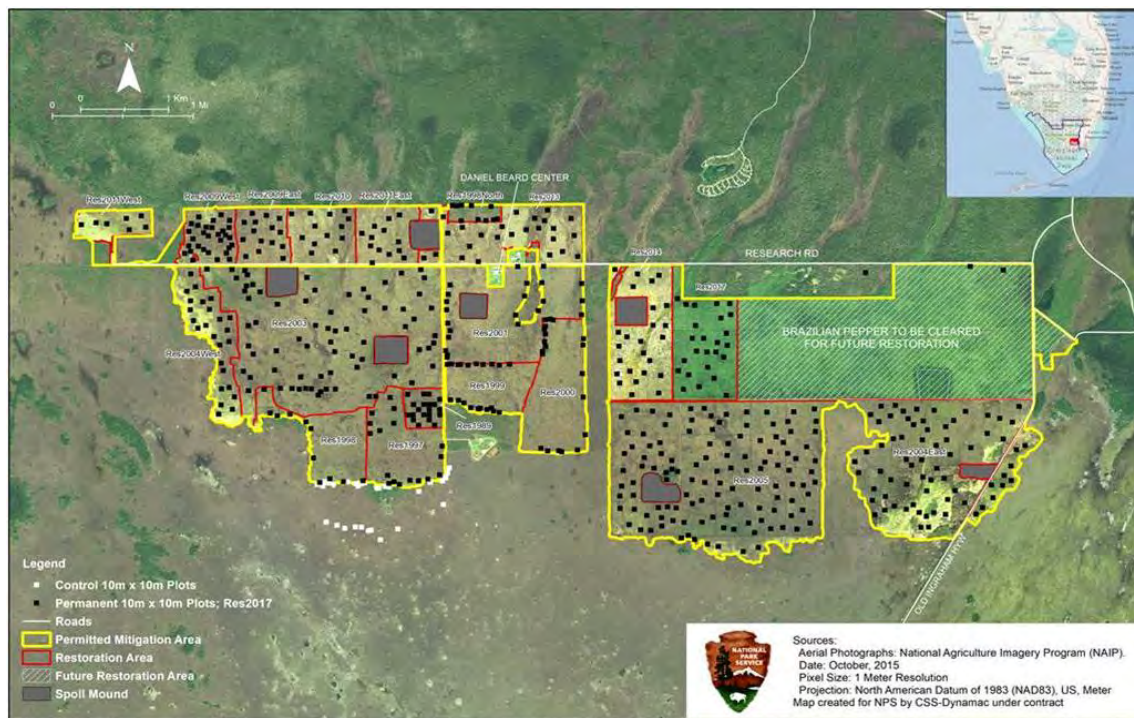 N
0 1 Km
0 1 Mi
DANIEL BEARD CENTER
Res2011West
Res2009West
Res2009East
Res2010
Res2011East
Res1996North
Res2011
RESEARCH RD
Res2014
Res2017
BRAZILIAN PEPPER TO BE CLEARED
FOR FUTURE RESTORATION
Res2003
Res2001
Res2004West
Res1999
Res2000
Res1989
Res1998
Res1997
Res2005
Res2004East
OLD INGRAHAM HWY
Legend
Control 10m x 10m Plots
Permanent 10m x 10m Plots; Res2017
Roads
Permitted Mitigation Area
Restoration Area
Future Restoration Area
Spoil Mound
NATIONAL
PARK
SERVICE
Sources:
Aerial Photographs: National Agriculture Imagery Program (NAIP).
Date: October, 2015
Pixel Size: 1 Meter Resolution
Projection: North American Datum of 1983 (NAD83), US, Meter
Map created for NPS by CSS-Dynamac under contract